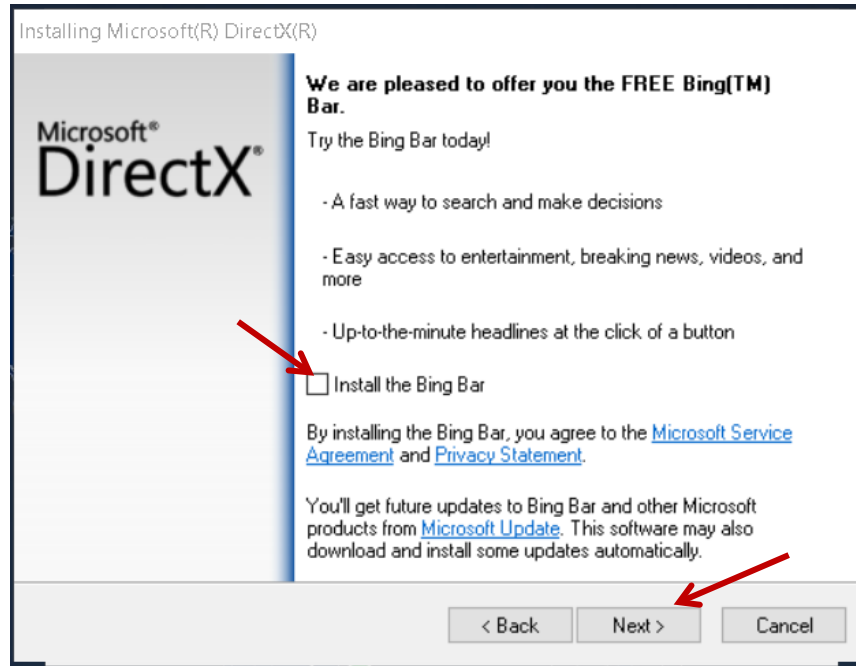 Installing Microsoft(R) DirectX(R)
Microsoft®
DirectX®
We are pleased to offer you the FREE Bing(TM)
Bar.
Try the Bing Bar today!
- A fast way to search and make decisions
- Easy access to entertainment, breaking news, videos, and
more
- Up-to-the-minute headlines at the click of a button
Install the Bing Bar
By installing the Bing Bar, you agree to the Microsoft Service
Agreement and Privacy Statement.
You'll get future updates to Bing Bar and other Microsoft
products from Microsoft Update. This software may also
download and install some updates automatically.
< Back Next > Cancel